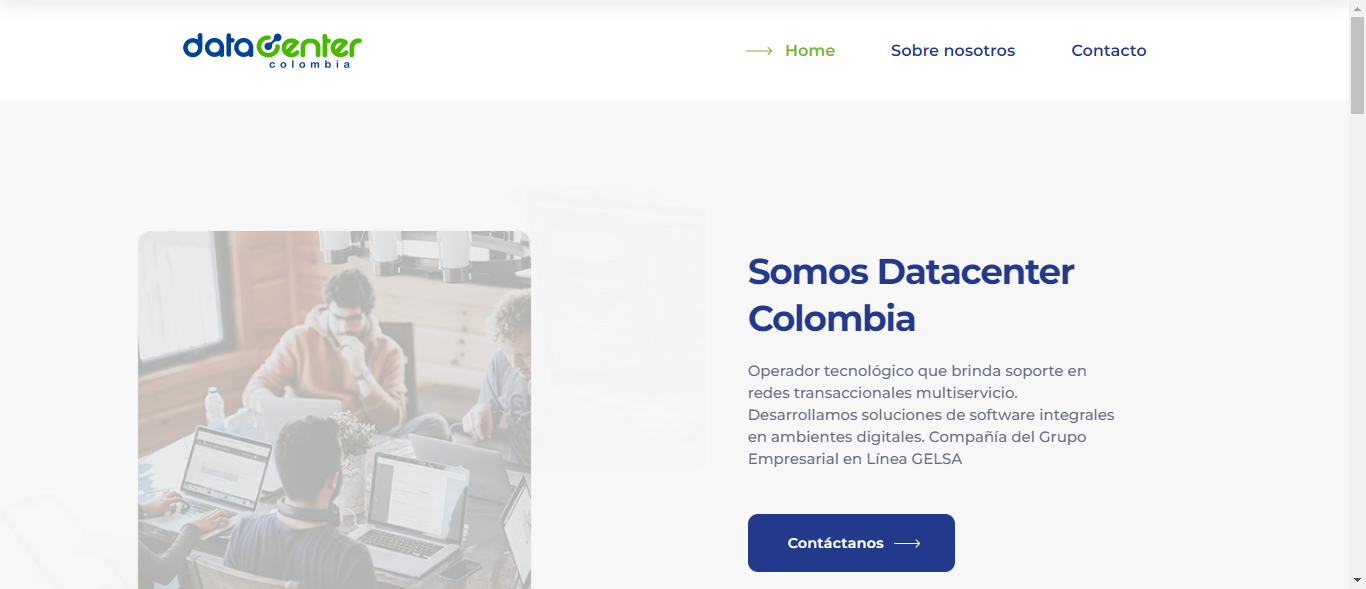 datacenter
colombia
Home
Sobre nosotros
Contacto
Somos Datacenter
Colombia
Operador tecnológico que brinda soporte en
redes transaccionales multiservicio.
Desarrollamos soluciones de software integrales
en ambientes digitales. Compañía del Grupo
Empresarial en Línea GELSA
Contáctanos